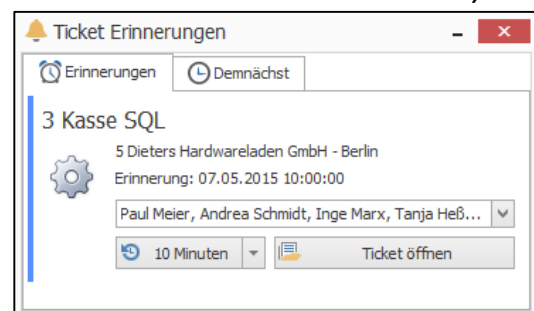 Ticket Erinnerungen
Erinnerungen
Demnächst
3 Kasse SQL
5 Dieters Hardwareladen GmbH - Berlin
Erinnerung: 07.05.2015 10:00:00
Paul Meier, Andrea Schmidt, Inge Marx, Tanja Heß...
10 Minuten
Ticket öffnen